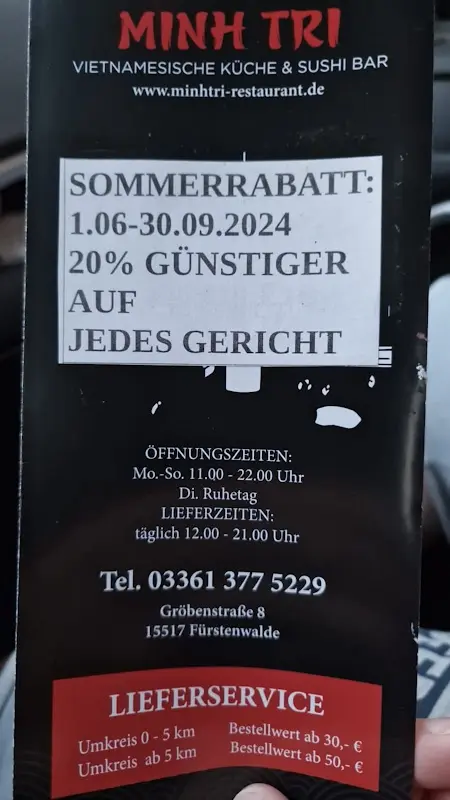 MINH TRI
VIETNAMESISCHE KÜCHE & SUSHI BAR
www.minhtri-restaurant.de
SOMMERRABATT:
1.06-30.09.2024
20% GÜNSTIGER
AUF
JEDES GERICHT
ÖFFNUNGSZEITEN:
Mo.-So. 11.00 - 22.00 Uhr
Di. Ruhetag
LIEFERZEITEN:
täglich 12.00 - 21.00 Uhr
Tel. 03361 377 5229
Gröbenstraße 8
15517 Fürstenwalde
LIEFERSERVICE
Umkreis 0 - 5 km Bestellwert ab 30,- €
Umkreis ab 5 km Bestellwert ab 50,- €